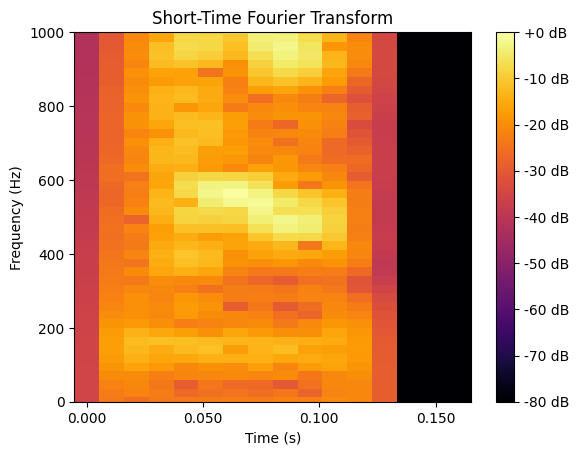 Short-Time Fourier Transform
1000
800
600
400
200
0
Frequency (Hz)
0.000
0.050
0.100
0.150
Time (s)
+0 dB
-10 dB
-20 dB
-30 dB
-40 dB
-50 dB
-60 dB
-70 dB
-80 dB